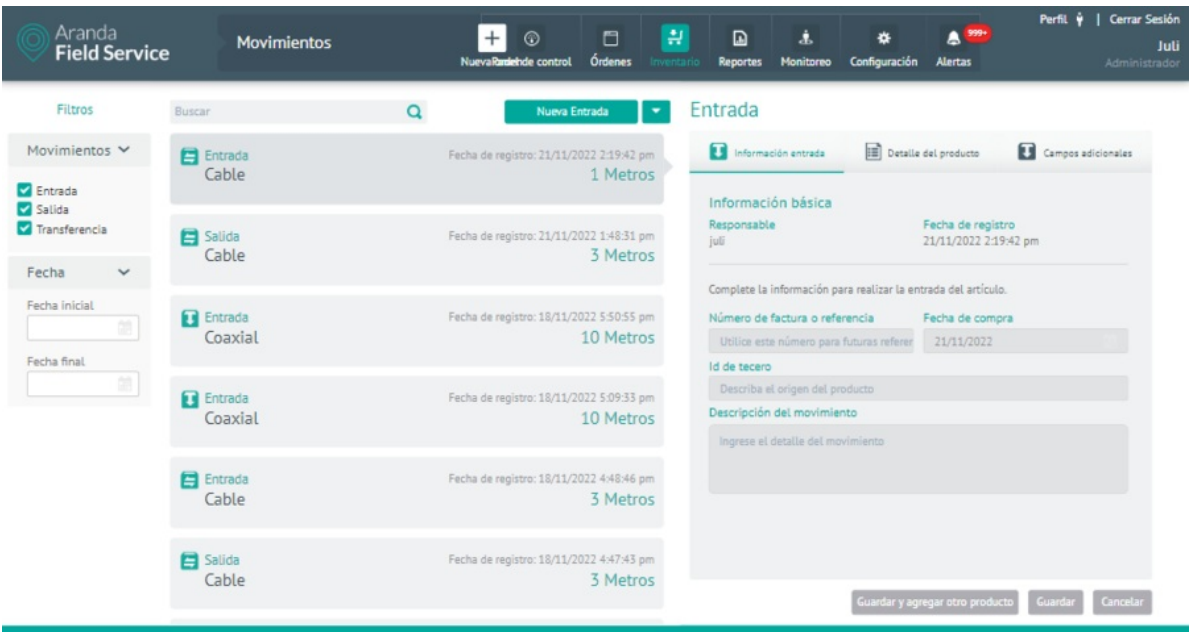 Aranda
Field Service
Movimientos
Nueva
de control
Órdenes
Inventario
Reportes
Monitoreo
Configuración
Alertas
999+
Perfil | Cerrar Sesión
Juli
Administrador
Filtros
Movimientos
Entrada
Salida
Transferencia
Fecha
Fecha inicial
Fecha final
Buscar
Nueva Entrada
Entrada Fecha de registro: 21/11/2022 2:19:42 pm
Cable 1 Metros
Salida Fecha de registro: 21/11/2022 1:48:31 pm
Cable 3 Metros
Entrada Fecha de registro: 18/11/2022 5:50:55 pm
Coaxial 10 Metros
Entrada Fecha de registro: 18/11/2022 5:09:33 pm
Coaxial 10 Metros
Entrada Fecha de registro: 18/11/2022 4:48:46 pm
Cable 3 Metros
Salida Fecha de registro: 18/11/2022 4:47:43 pm
Cable 3 Metros
Entrada
Información entrada
Detalle del producto
Campos adicionales
Información básica
Responsable Fecha de registro
juli 21/11/2022 2:19:42 pm
Complete la información para realizar la entrada del artículo.
Número de factura o referencia Fecha de compra
Utilice este número para futuras referer 21/11/2022
Id de tecero
Describa el origen del producto
Descripción del movimiento
Ingrese el detalle del movimiento
Guardar y agregar otro producto Guardar Cancelar